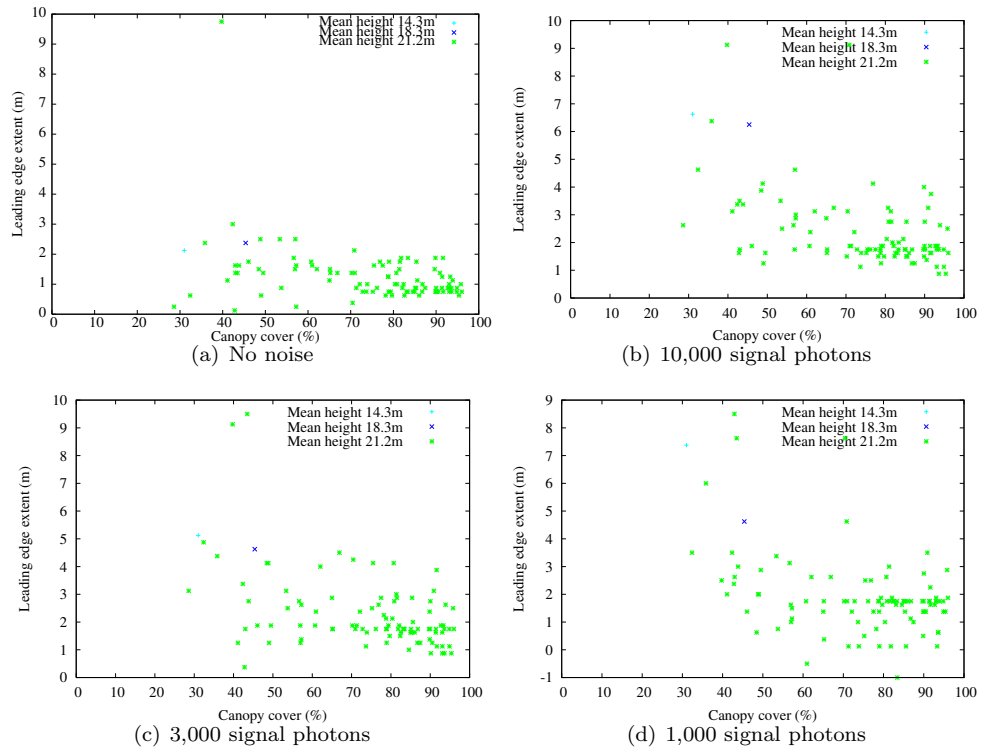 10
9
8
7
6
5
4
3
2
1
0
Leading edge extent (m)
Mean height 14.3m
Mean height 18.3m
Mean height 21.2m
0 10 20 30 40 50 60 70 80 90 100
Canopy cover (%)
(a) No noise
10
9
8
7
6
5
4
3
2
1
0
Leading edge extent (m)
Mean height 14.3m
Mean height 18.3m
Mean height 21.2m
0 10 20 30 40 50 60 70 80 90 100
Canopy cover (%)
(b) 10,000 signal photons
10
9
8
7
6
5
4
3
2
1
0
Leading edge extent (m)
Mean height 14.3m
Mean height 18.3m
Mean height 21.2m
0 10 20 30 40 50 60 70 80 90 100
Canopy cover (%)
(c) 3,000 signal photons
9
8
7
6
5
4
3
2
1
0
-1
Leading edge extent (m)
Mean height 14.3m
Mean height 18.3m
Mean height 21.2m
0 10 20 30 40 50 60 70 80 90 100
Canopy cover (%)
(d) 1,000 signal photons